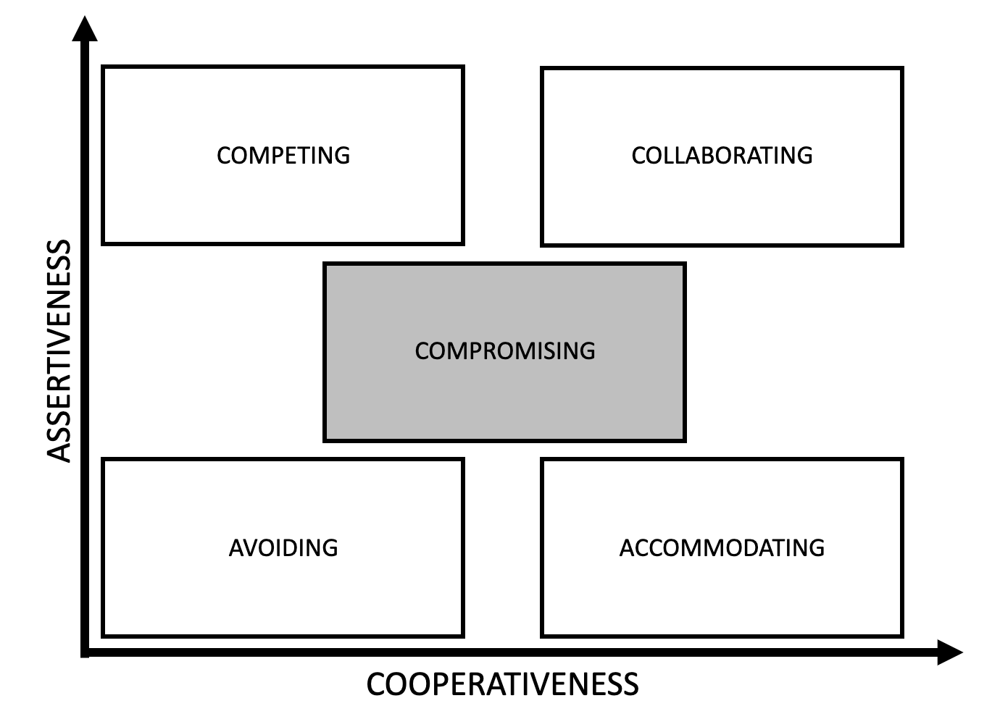 COMPETING
COLLABORATING
ASSERTIVENESS
COMPROMISING
AVOIDING
ACCOMMODATING
COOPERATIVENESS